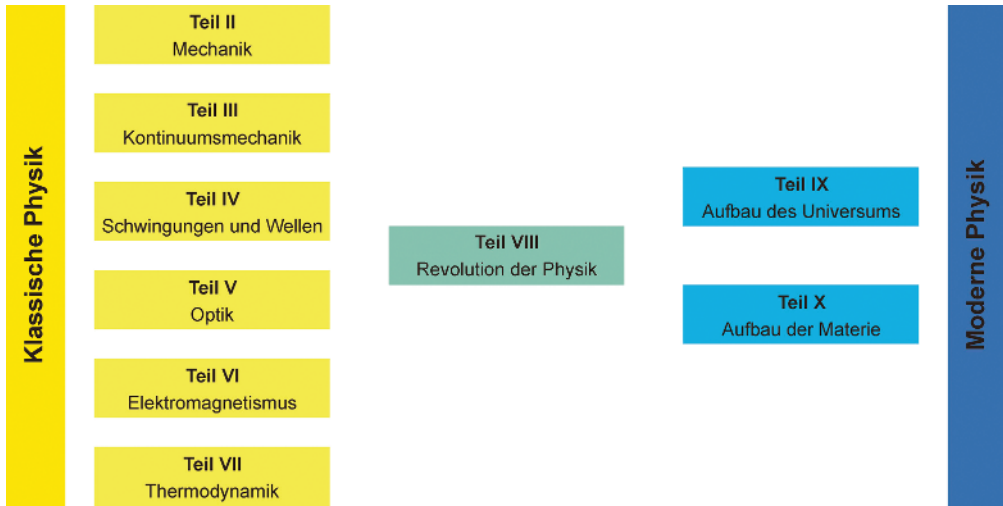 Klassische Physik
Teil II
Mechanik
Teil III
Kontinuumsmechanik
Teil IV
Schwingungen und Wellen
Teil V
Optik
Teil VI
Elektromagnetismus
Teil VII
Thermodynamik
Teil VIII
Revolution der Physik
Teil IX
Aufbau des Universums
Teil X
Aufbau der Materie
Moderne Physik